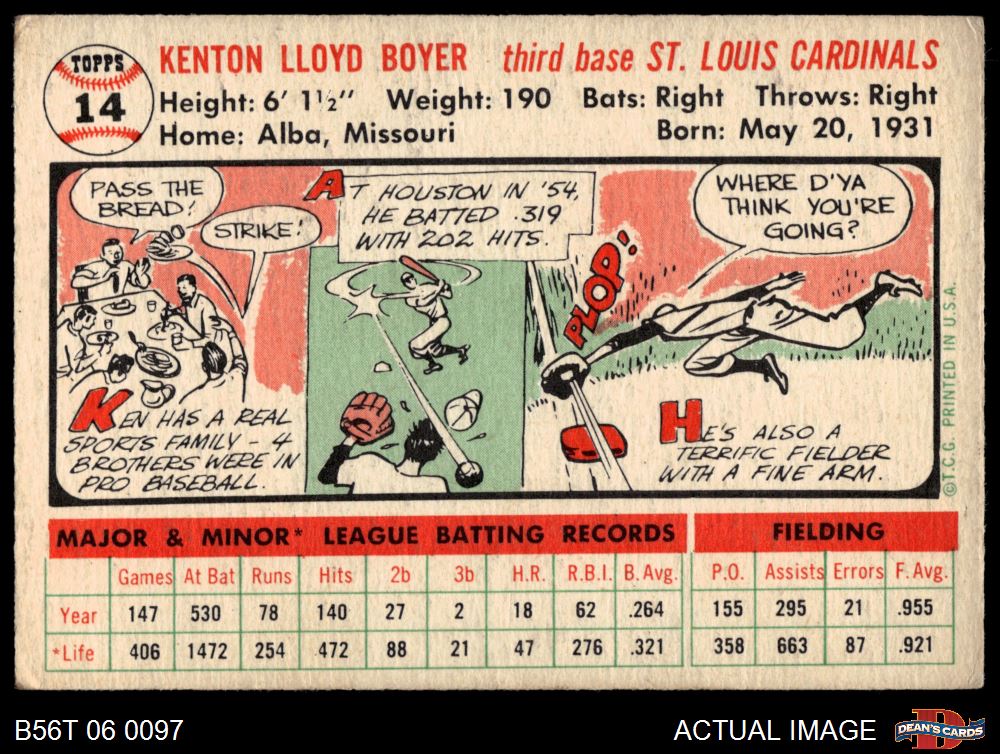 TOPPS
14
KENTON LLOYD BOYER third base ST. LOUIS CARDINALS
Height: 6' 1½" Weight: 190 Bats: Right Throws: Right
Home: Alba, Missouri Born: May 20, 1931
PASS THE
BREAD!
STRIKE!
AT HOUSTON IN '54,
HE BATTED .319
WITH 202 HITS.
PLOP!
WHERE D'YA
THINK YOU'RE
GOING?
KEN HAS A REAL
SPORTS FAMILY - 4
BROTHERS WERE IN
PRO BASEBALL.
HE'S ALSO A
TERRIFIC FIELDER
WITH A FINE ARM.
©T.C.G. PRINTED IN U.S.A.
MAJOR & MINOR* LEAGUE BATTING RECORDS FIELDING
Games At Bat Runs Hits 2b 3b H.R. R.B.I. B. Avg. P.O. Assists Errors F. Avg.
Year 147 530 78 140 27 2 18 62 .264 155 295 21 .955
*Life 406 1472 254 472 88 21 47 276 .321 358 663 87 .921
B56T 06 0097 ACTUAL IMAGE
DEAN'S CARDS